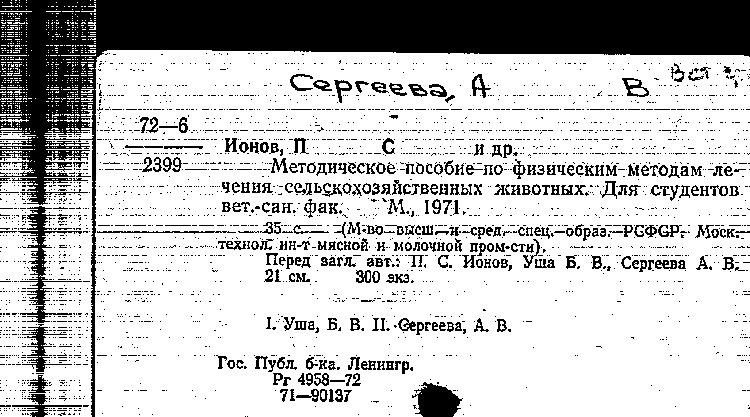 Сергеева, А В
72—6
2399
Ионов, П С и др.
Методическое пособие по физическим методам ле-
чения сельскохозяйственных животных. Для студентов
вет.-сан. фак. М., 1971.
35 с. (М-во высш. и сред. спец. образ. РСФСР. Моск.
технол. ин-т мясной и молочной пром-сти).
Перед загл. авт.: П. С. Ионов, Уша Б. В., Сергеева А. В.
21 см. 300 экз.
I. Уша, Б. В. II. Сергеева, А. В.
Гос. Публ. б-ка. Ленингр.
Рг 4958—72
71—90137